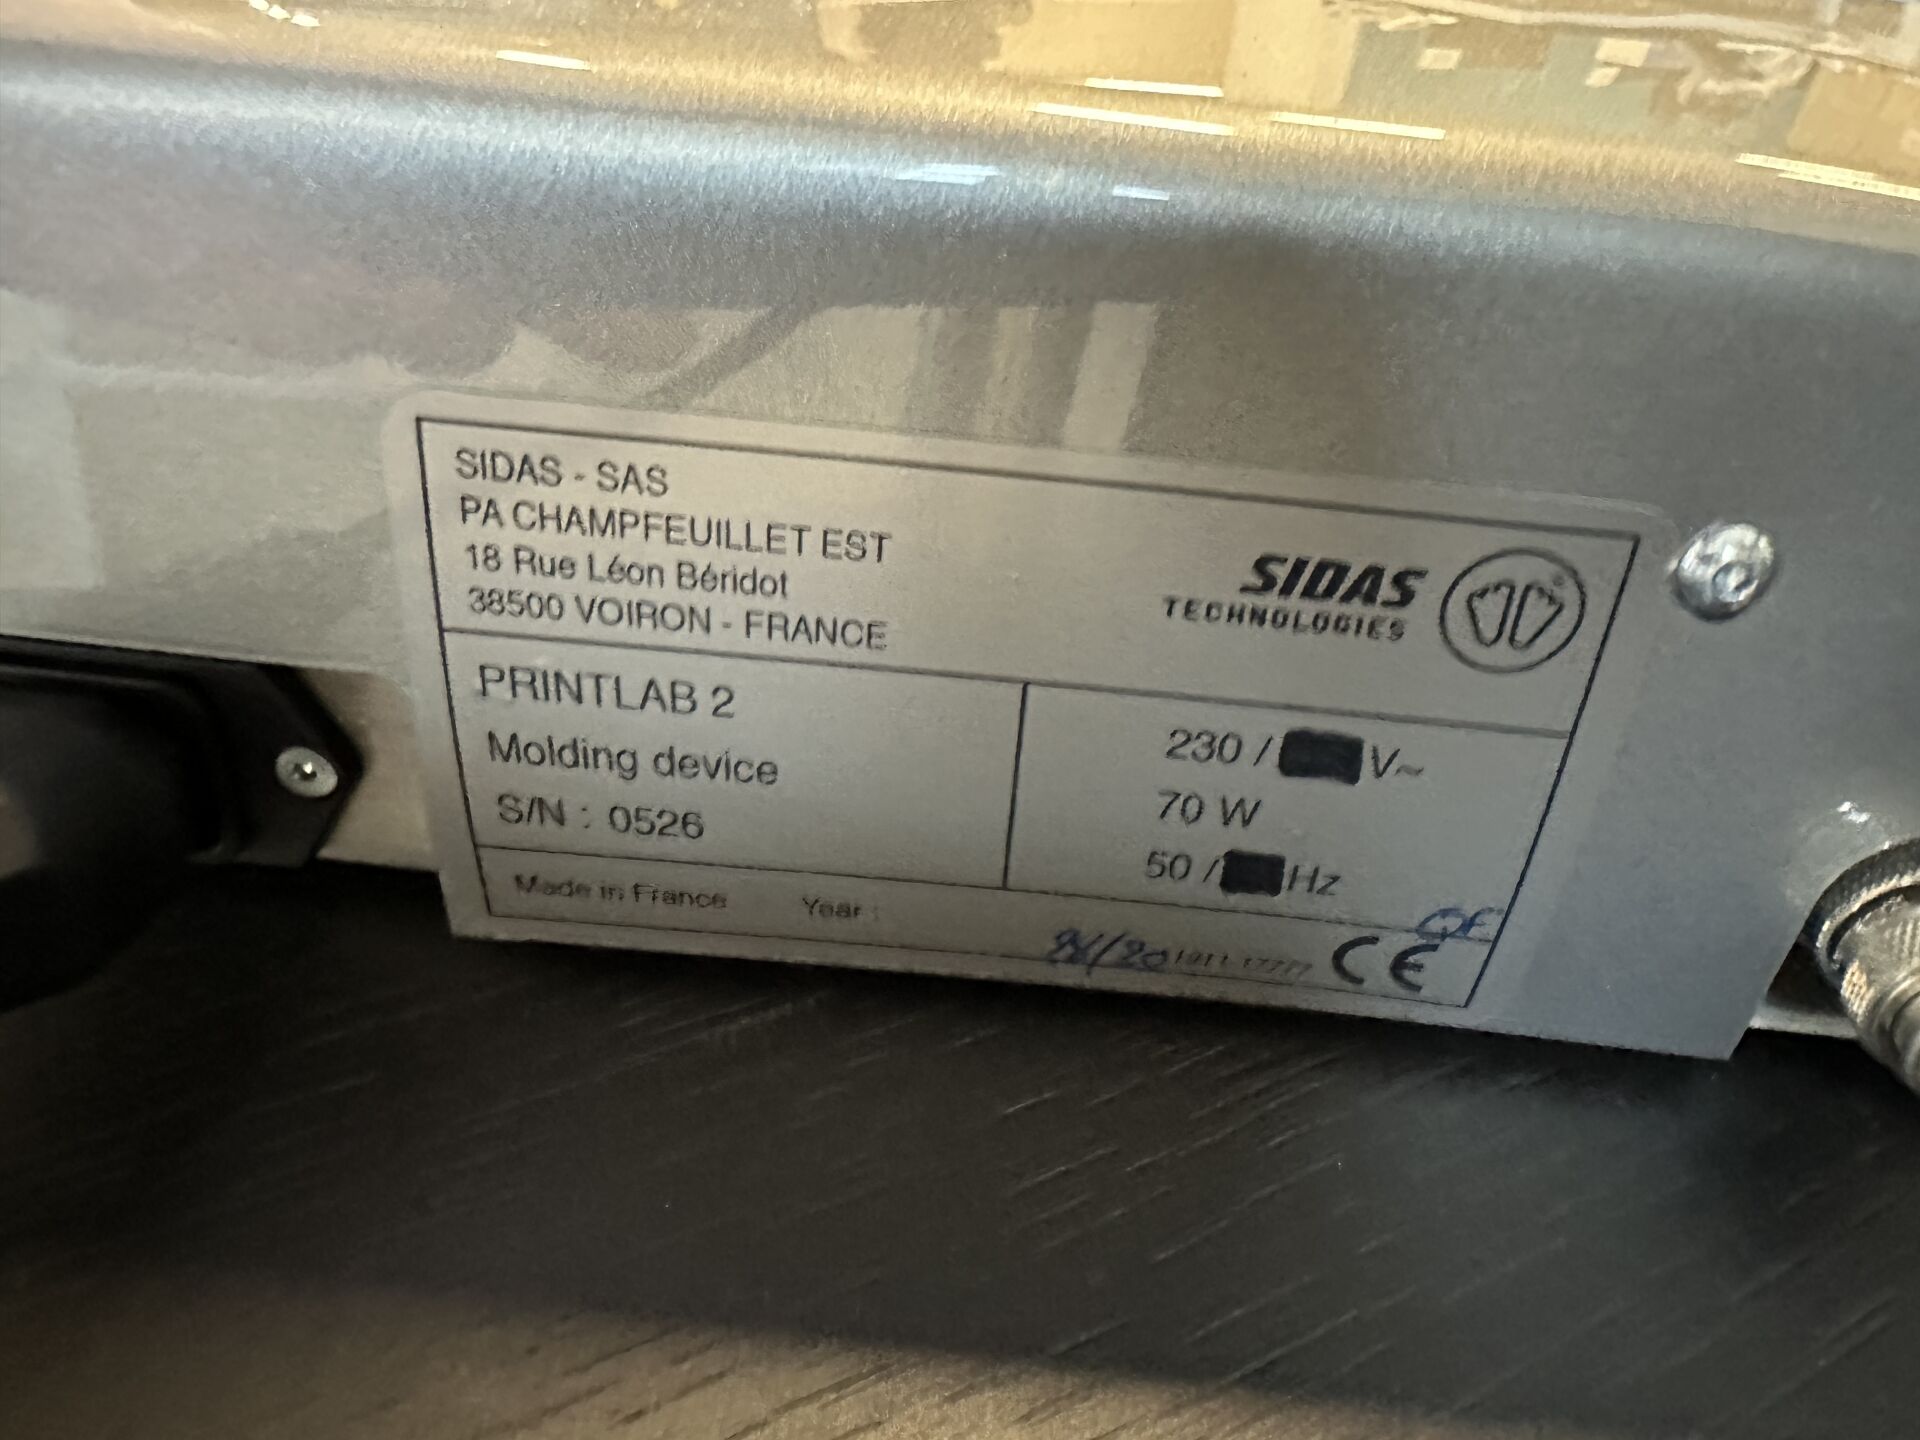 SIDAS - SAS
PA CHAMPFEUILLET EST
18 Rue Léon Béridot
38500 VOIRON - FRANCE
SIDAS
TECHNOLOGIES
PRINTLAB 2
Molding device
S/N : 0526
230 / V~
70 W
50 / Hz
Made in France Year :
CE